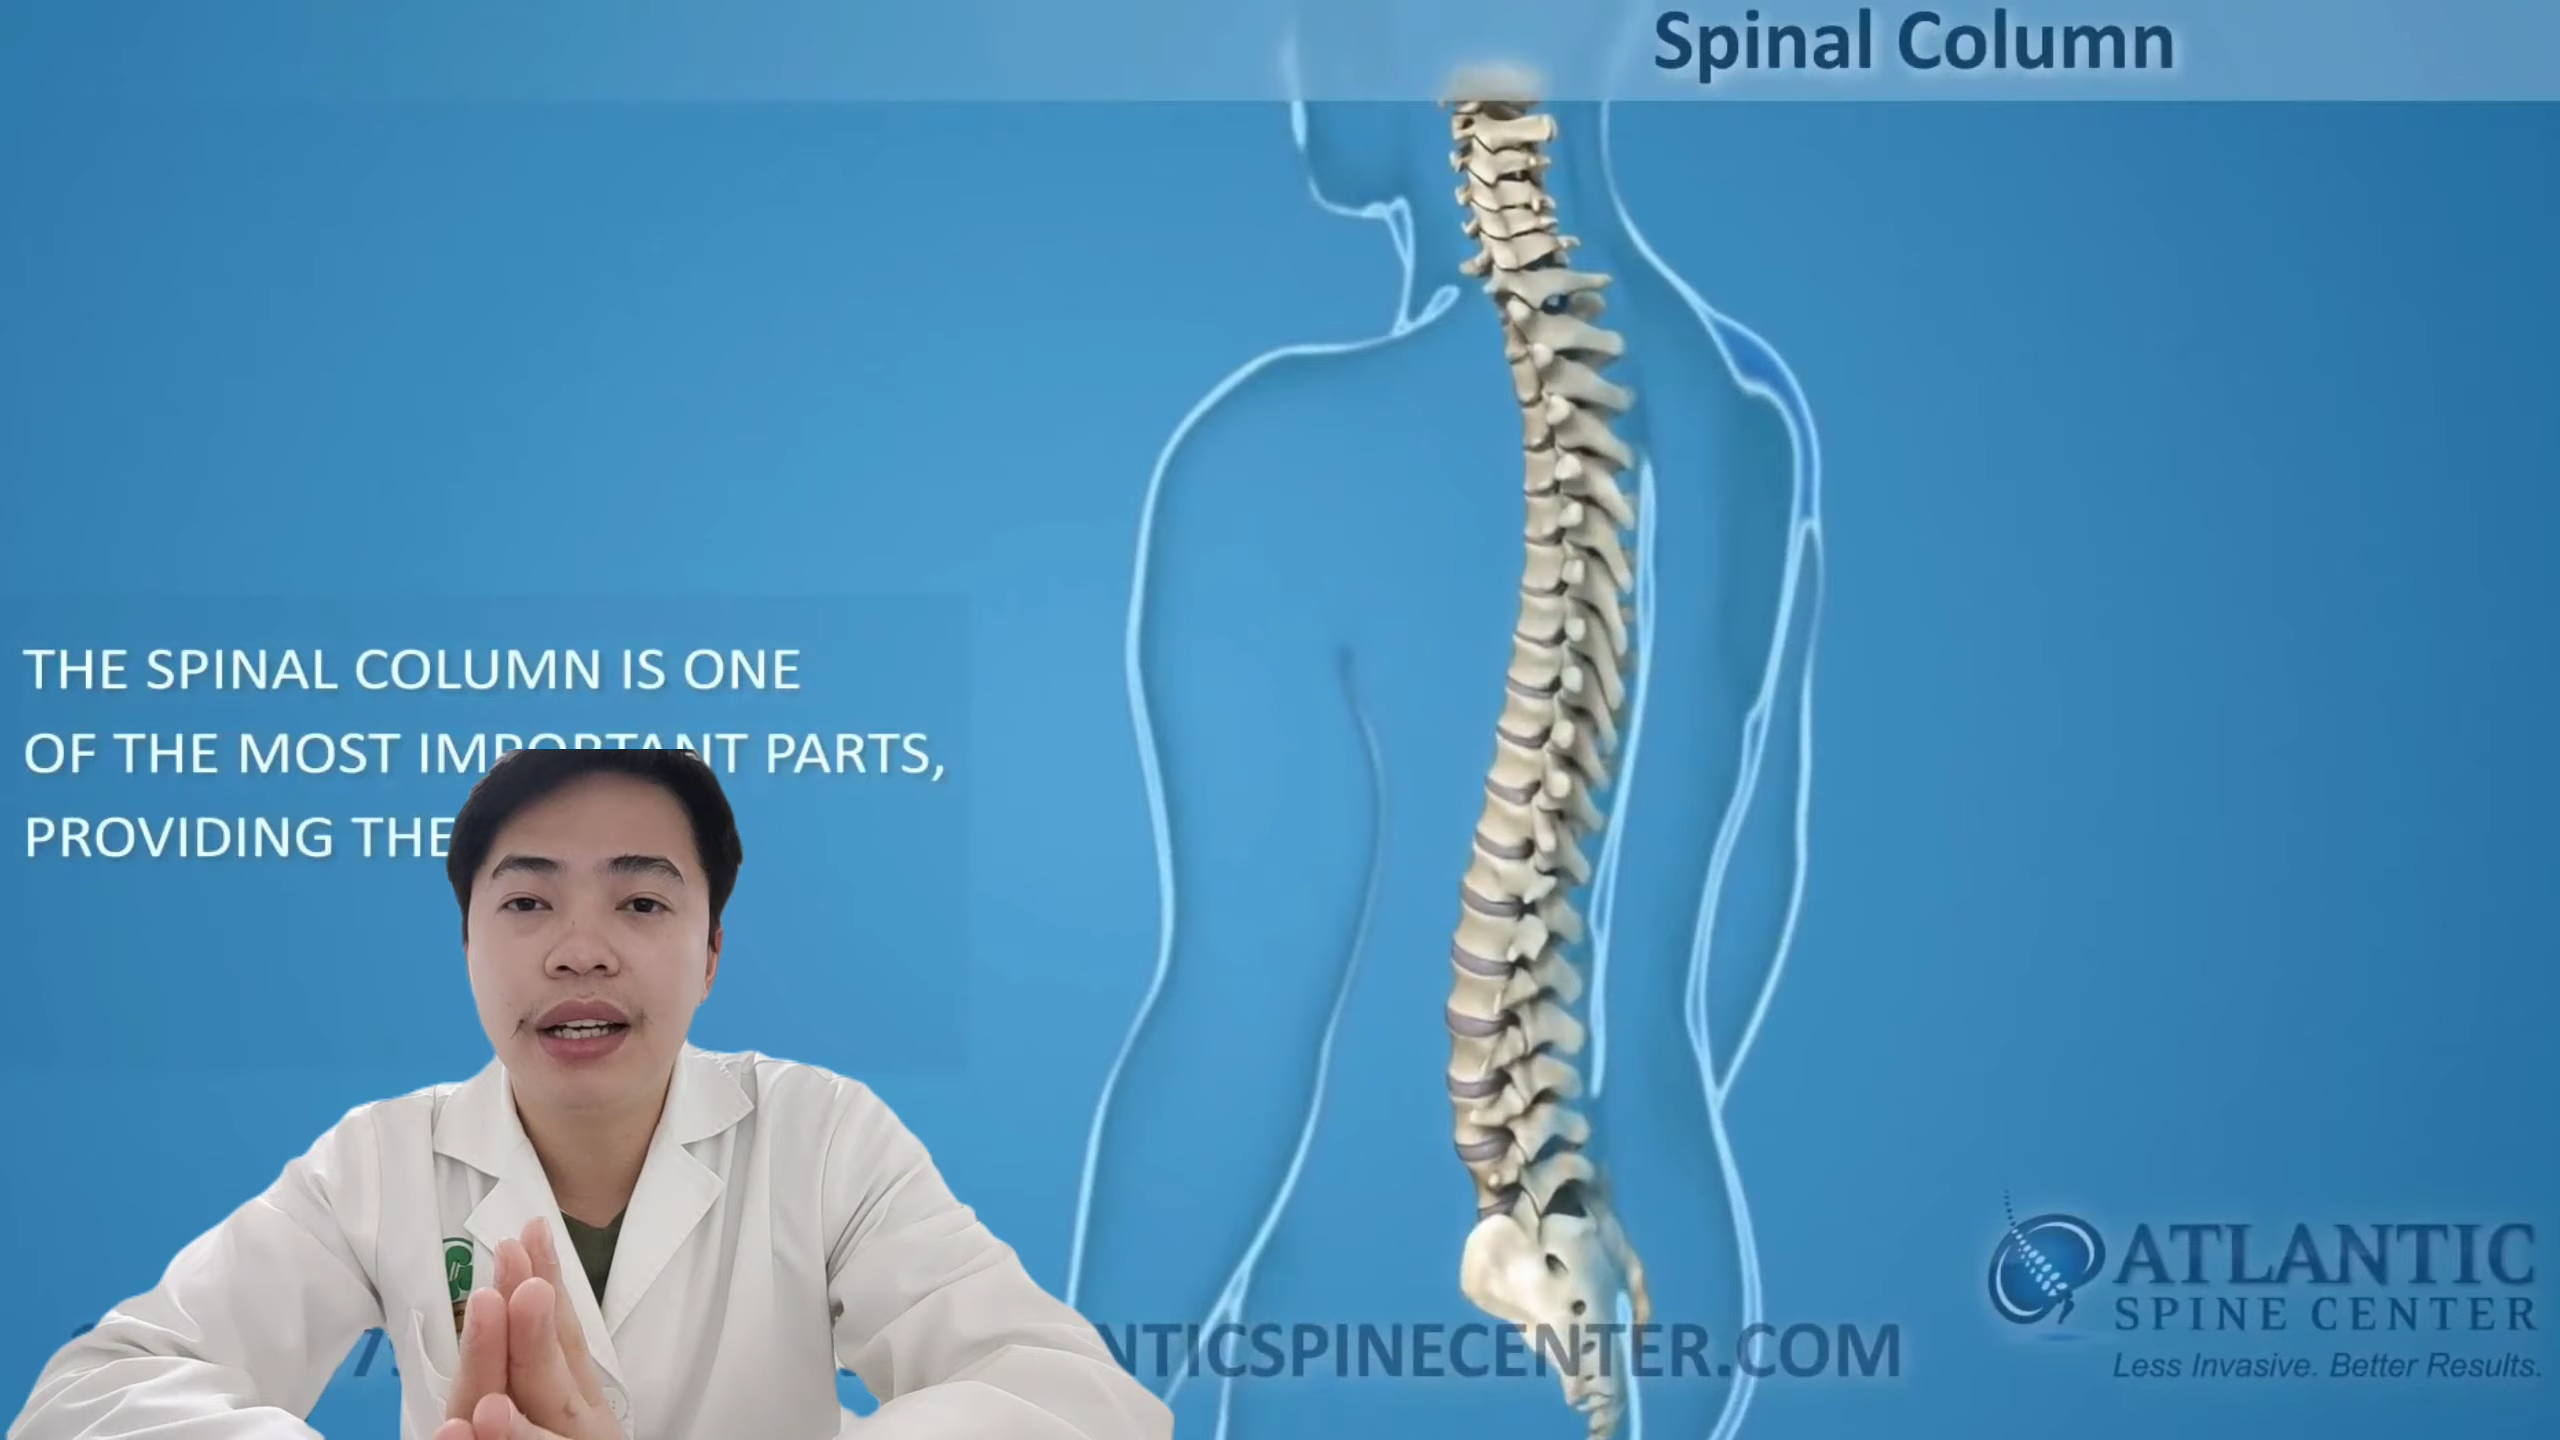 Spinal Column
THE SPINAL COLUMN IS ONE
OF THE MOST IMPORTANT PARTS,
PROVIDING THE
NTICSPINECENTER.COM
ATLANTIC
SPINE CENTER
Less Invasive. Better Results.